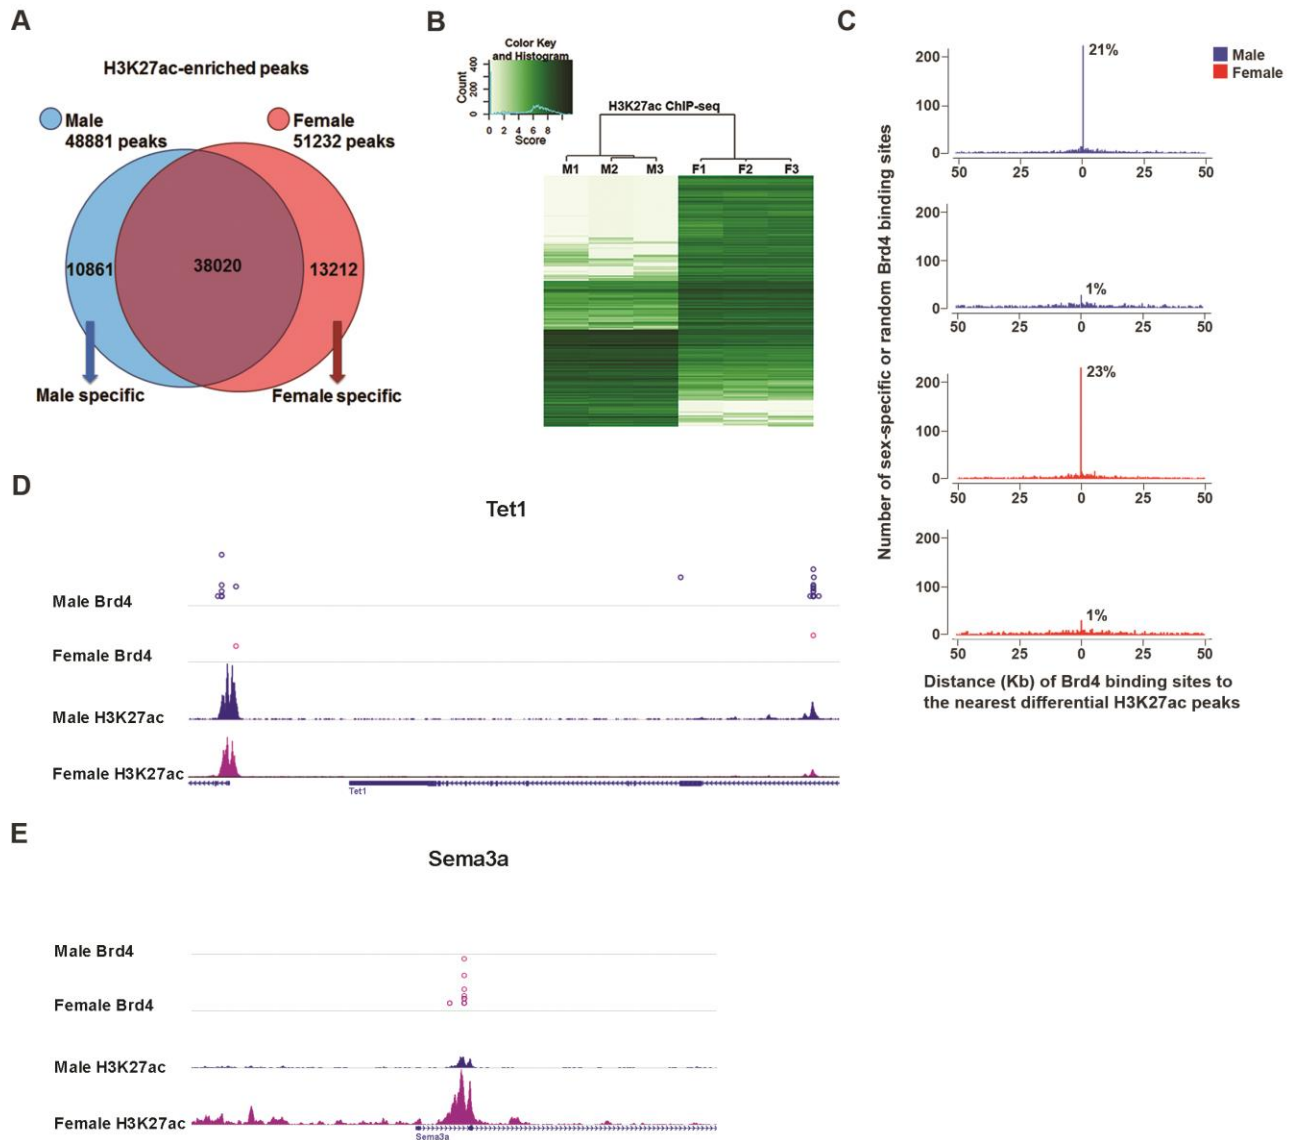 A
H3K27ac-enriched peaks
Male
48881 peaks
Female
51232 peaks
10861
38020
13212
Male specific
Female specific
B
Color Key
and Histogram
Count
0 200 400
0 2 4 6 8
Score
H3K27ac ChIP-seq
M1 M2 M3 F1 F2 F3
C
Male
Female
Number of sex-specific or random Brd4 binding sites
200
100
0
21%
50 25 0 25 50
200
100
0
1%
50 25 0 25 50
200
100
0
23%
50 25 0 25 50
200
100
0
1%
50 25 0 25 50
Distance (Kb) of Brd4 binding sites to
the nearest differential H3K27ac peaks
D
Tet1
Male Brd4
Female Brd4
Male H3K27ac
Female H3K27ac
Tet1
E
Sema3a
Male Brd4
Female Brd4
Male H3K27ac
Female H3K27ac
Sema3a